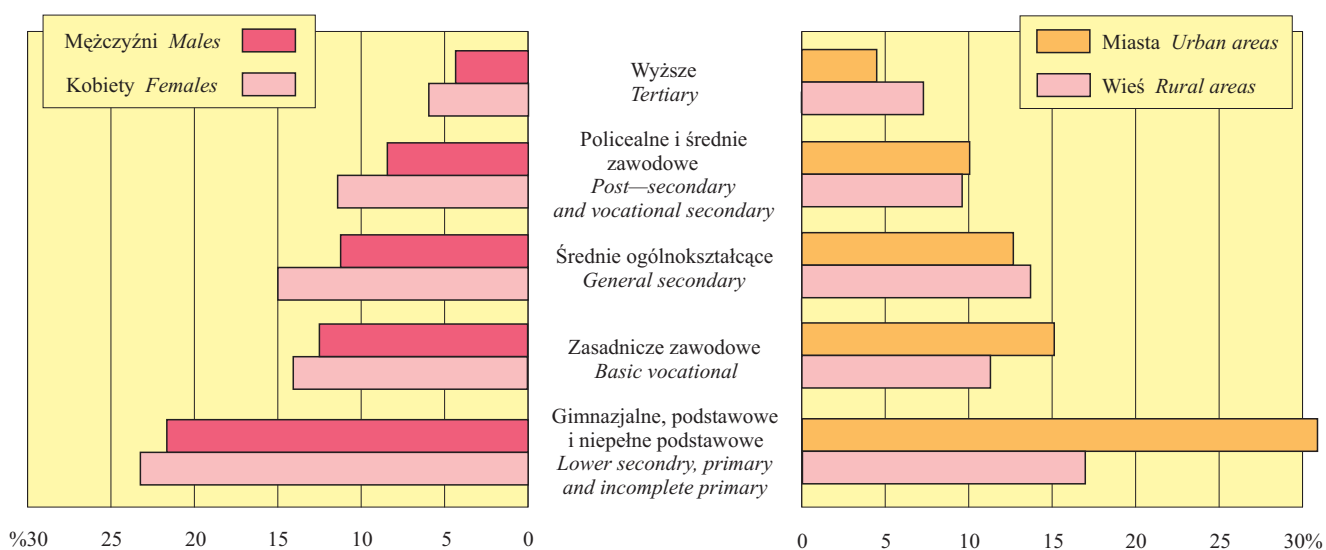 Mężczyźni Males
Kobiety Females
Miasta Urban areas
Wieś Rural areas
Wyższe
Tertiary
Policealne i średnie
zawodowe
Post—secondary
and vocational secondary
Średnie ogólnokształcące
General secondary
Zasadnicze zawodowe
Basic vocational
Gimnazjalne, podstawowe
i niepełne podstawowe
Lower secondry, primary
and incomplete primary
%30 25 20 15 10 5 0
0 5 10 15 20 25 30%